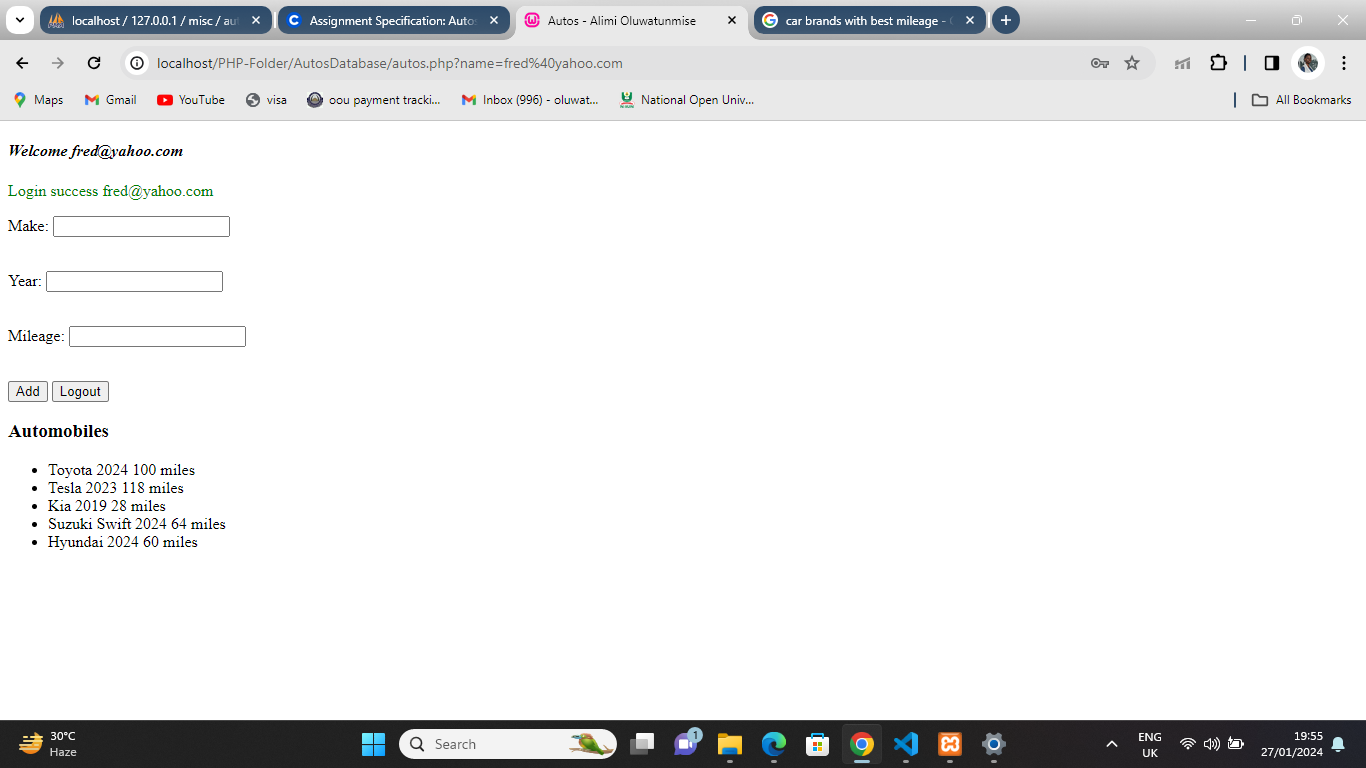 localhost / 127.0.0.1 / misc / aut
Assignment Specification: Autos
Autos - Alimi Oluwatunmise
car brands with best mileage -
localhost/PHP-Folder/AutosDatabase/autos.php?name=fred%40yahoo.com
Maps Gmail YouTube visa oou payment tracki... Inbox (996) - oluwat... National Open Univ... All Bookmarks
Welcome fred@yahoo.com
Login success fred@yahoo.com
Make:
Year:
Mileage:
Add Logout
Automobiles
Toyota 2024 100 miles
Tesla 2023 118 miles
Kia 2019 28 miles
Suzuki Swift 2024 64 miles
Hyundai 2024 60 miles
30°C
Haze
Search
1
ENG
UK
19:55
27/01/2024